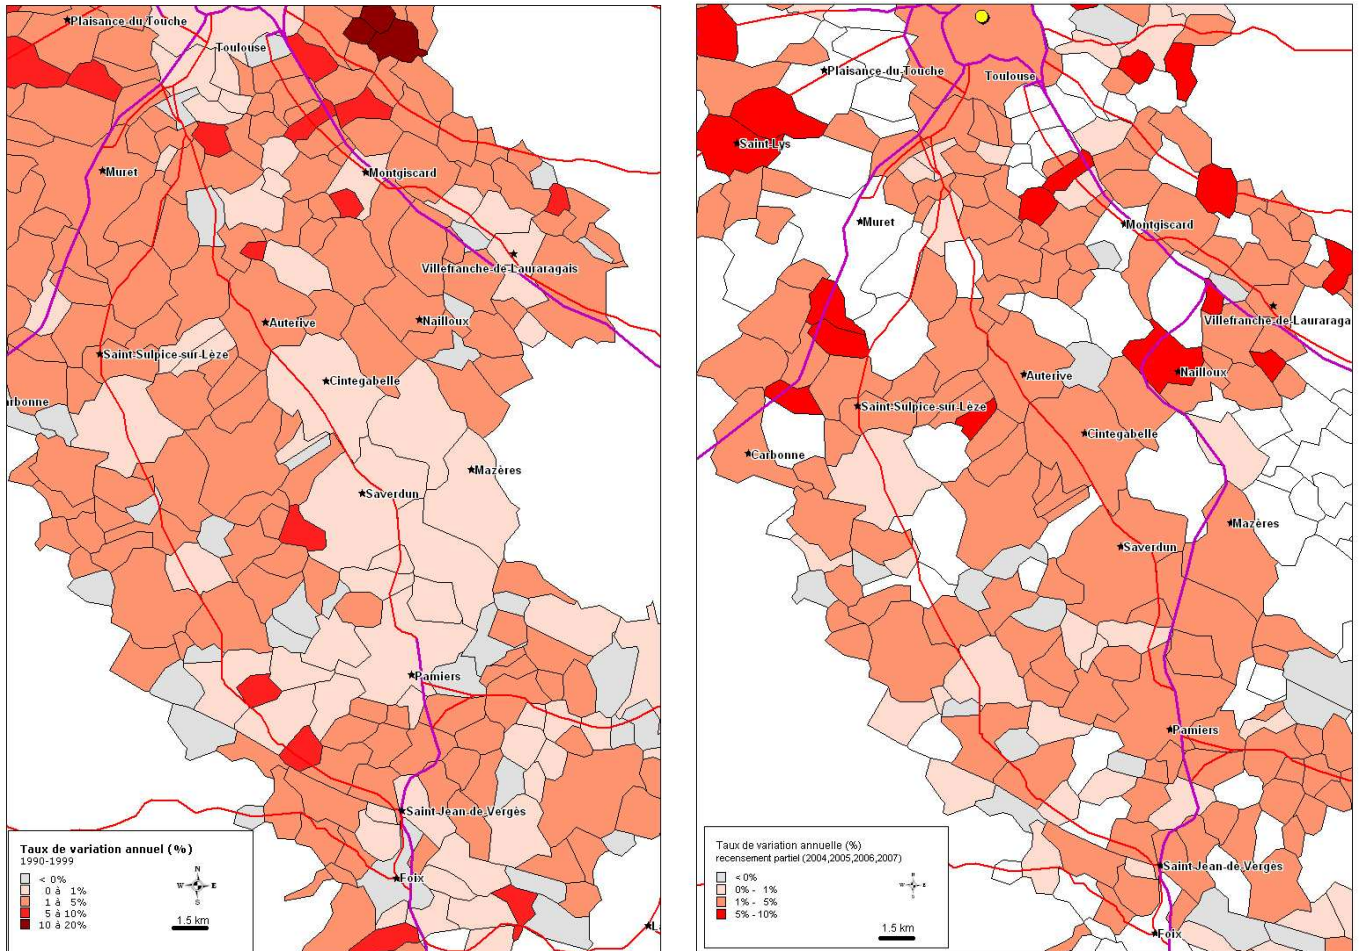 Plaisance-du-Touche
Toulouse
Muret
Montgiscard
Villefranche-de-Lauraragais
Auterive
Nailloux
Saint-Sulpice-sur-Lèze
Cintegabelle
arbonne
Mazères
Saverdun
Pamiers
Saint-Jean-de-Vergès
Foix
L
Taux de variation annuel (%)
1990-1999
< 0%
0 à 1%
1 à 5%
5 à 10%
10 à 20%
N
W E
S
1.5 km
Plaisance-du-Touche
Toulouse
Saint-Lys
Muret
Montgiscard
Villefranche-de-Lauraraga
Nailloux
Auterive
Saint-Sulpice-sur-Lèze
Cintegabelle
Carbonne
Mazères
Saverdun
Pamiers
Saint-Jean-de-Vergès
Foix
Taux de variation annuelle (%)
recensement partiel (2004,2005,2006,2007)
< 0%
0% - 1%
1% - 5%
5% - 10%
N
W E
S
1.5 km